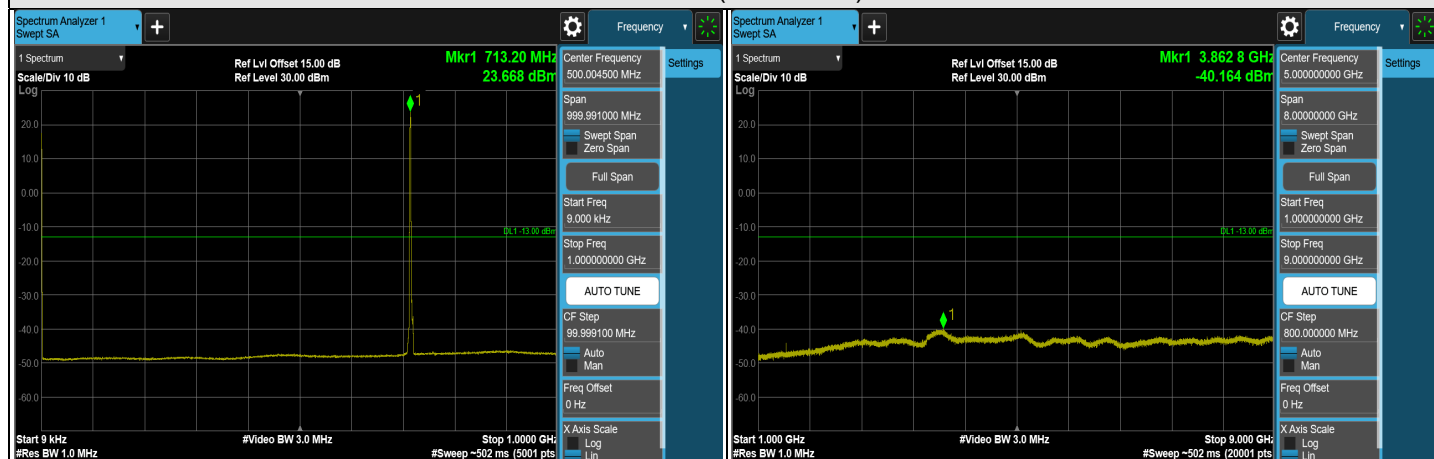 Spectrum Analyzer 1
Swept SA
+
Frequency
1 Spectrum
Scale/Div 10 dB
Log
Ref Lvl Offset 15.00 dB
Ref Level 30.00 dBm
Mkr1 713.20 MHz
23.668 dBm
1
20.0
10.0
0.00
-10.0
-20.0
-30.0
-40.0
-50.0
-60.0
DL1 -13.00 dBm
Start 9 kHz
#Res BW 1.0 MHz
#Video BW 3.0 MHz
Stop 1.0000 GHz
#Sweep ~502 ms (5001 pts)
Center Frequency
500.004500 MHz
Settings
Span
999.991000 MHz
Swept Span
Zero Span
Full Span
Start Freq
9.000 kHz
Stop Freq
1.000000000 GHz
AUTO TUNE
CF Step
99.999100 MHz
Auto
Man
Freq Offset
0 Hz
X Axis Scale
Log
Lin
Spectrum Analyzer 1
Swept SA
+
Frequency
1 Spectrum
Scale/Div 10 dB
Log
Ref Lvl Offset 15.00 dB
Ref Level 30.00 dBm
Mkr1 3.862 8 GHz
-40.164 dBm
1
20.0
10.0
0.00
-10.0
-20.0
-30.0
-40.0
-50.0
-60.0
DL1 -13.00 dBm
Start 1.000 GHz
#Res BW 1.0 MHz
#Video BW 3.0 MHz
Stop 9.000 GHz
#Sweep ~502 ms (20001 pts)
Center Frequency
5.000000000 GHz
Settings
Span
8.00000000 GHz
Swept Span
Zero Span
Full Span
Start Freq
1.000000000 GHz
Stop Freq
9.000000000 GHz
AUTO TUNE
CF Step
800.000000 MHz
Auto
Man
Freq Offset
0 Hz
X Axis Scale
Log
Lin